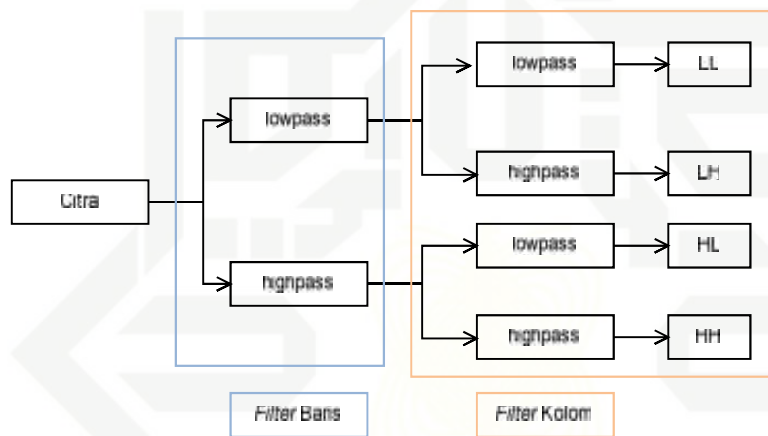 lowpass
LL
lowpass
highpass
LH
Citra
lowpass
HL
highpass
highpass
HH
Filter Baris
Filter Kolom